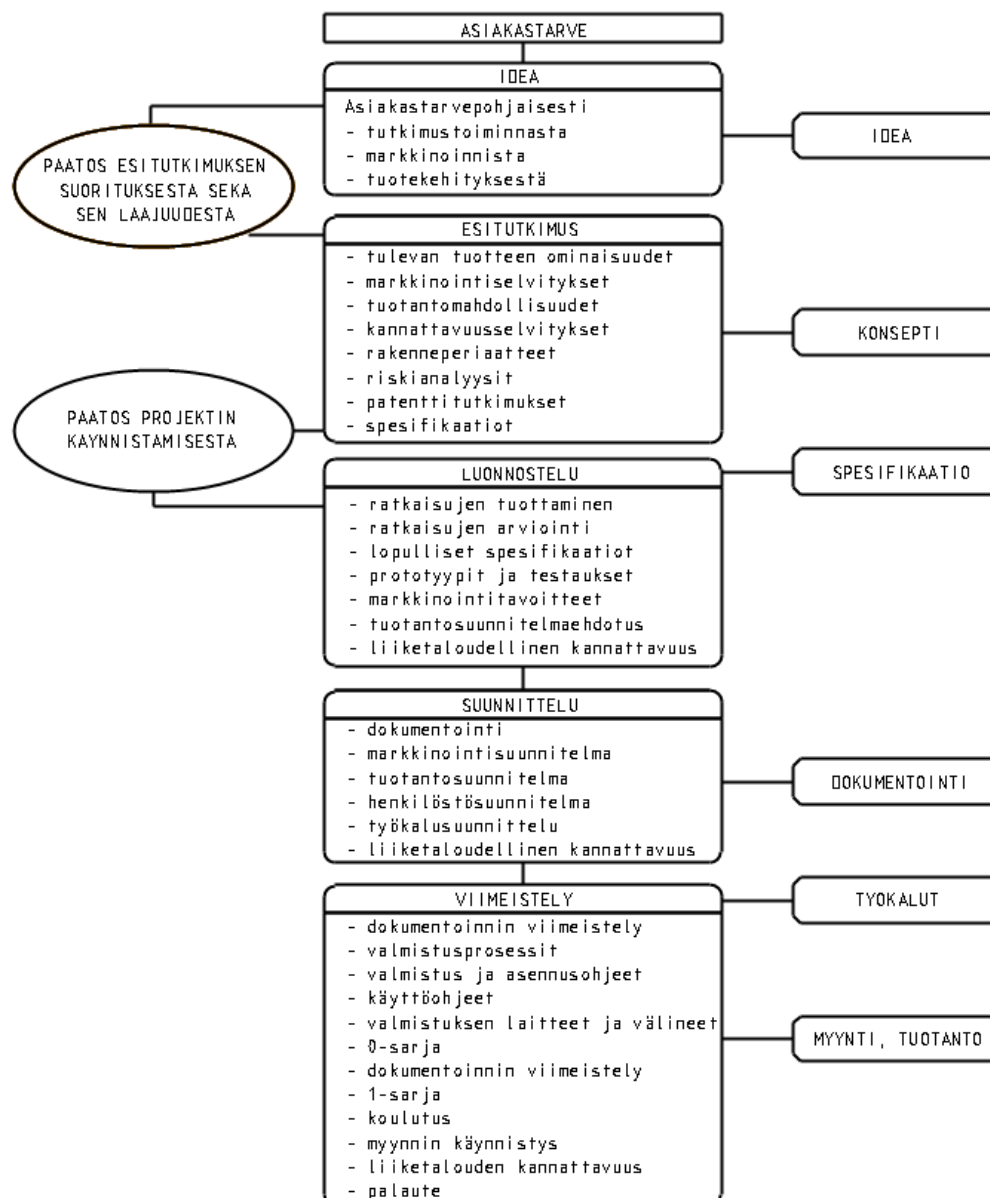 ASIAKASTARVE
IDEA
Asiakastarvepohjaisesti
- tutkimustoiminnasta
- markkinoinnista
- tuotekehityksestä
IDEA
PAATOS ESITUTKIMUKSEN
SUORITUKSESTA SEKA
SEN LAAJUUDESTA
ESITUTKIMUS
- tulevan tuotteen ominaisuudet
- markkinointiselvitykset
- tuotantomahdollisuudet
- kannattavuusselvitykset
- rakenneperiaatteet
- riskianalyysit
- patenttitutkimukset
- spesifikaatiot
KONSEPTI
PAATOS PROJEKTIN
KAYNNISTAMISESTA
LUONNOSTELU
- ratkaisujen tuottaminen
- ratkaisujen arviointi
- lopulliset spesifikaatiot
- prototyypit ja testaukset
- markkinointitavoitteet
- tuotantosuunnitelmaehdotus
- liiketaloudellinen kannattavuus
SPESIFIKAATIO
SUUNNITTELU
- dokumentointi
- markkinointisuunnitelma
- tuotantosuunnitelma
- henkilöstösuunnitelma
- työkalusuunnittelu
- liiketaloudellinen kannattavuus
DOKUMENTOINTI
VIIMEISTELY
- dokumentoinnin viimeistely
- valmistusprosessit
- valmistus ja asennusohjeet
- käyttöohjeet
- valmistuksen laitteet ja välineet
- 0-sarja
- dokumentoinnin viimeistely
- 1-sarja
- koulutus
- myynnin käynnistys
- liiketalouden kannattavuus
- palaute
TYOKALUT
MYYNTI, TUOTANTO